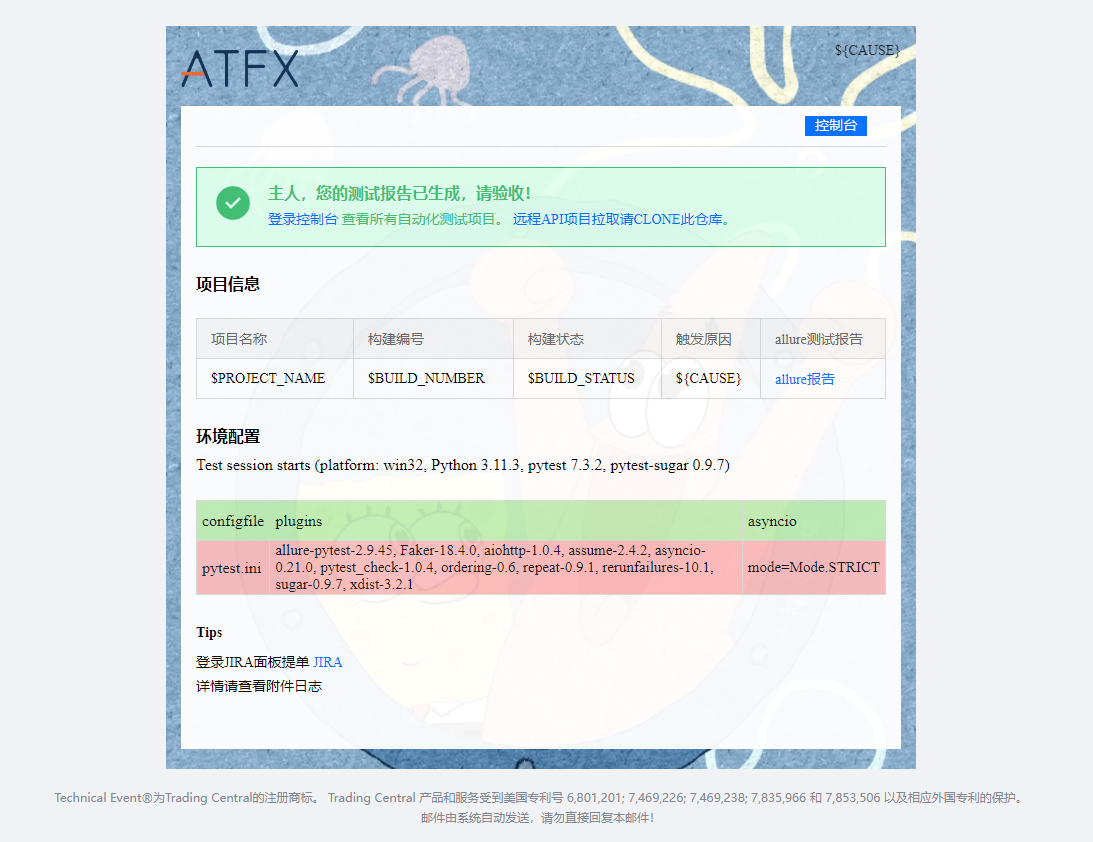 ATFX
${CAUSE}
控制台
主人，您的测试报告已生成，请验收！
登录控制台 查看所有自动化测试项目。 远程API项目拉取请CLONE此仓库。
项目信息
项目名称 构建编号 构建状态 触发原因 allure测试报告
$PROJECT_NAME $BUILD_NUMBER $BUILD_STATUS ${CAUSE} allure报告
环境配置
Test session starts (platform: win32, Python 3.11.3, pytest 7.3.2, pytest-sugar 0.9.7)
configfile plugins asyncio
pytest.ini allure-pytest-2.9.45, Faker-18.4.0, aiohttp-1.0.4, assume-2.4.2, asyncio-
0.21.0, pytest_check-1.0.4, ordering-0.6, repeat-0.9.1, rerunfailures-10.1, mode=Mode.STRICT
sugar-0.9.7, xdist-3.2.1
Tips
登录JIRA面板提单 JIRA
详情请查看附件日志
Technical Event®为Trading Central的注册商标。 Trading Central 产品和服务受到美国专利号 6,801,201; 7,469,226; 7,469,238; 7,835,966 和 7,853,506 以及相应外国专利的保护。
邮件由系统自动发送，请勿直接回复本邮件！